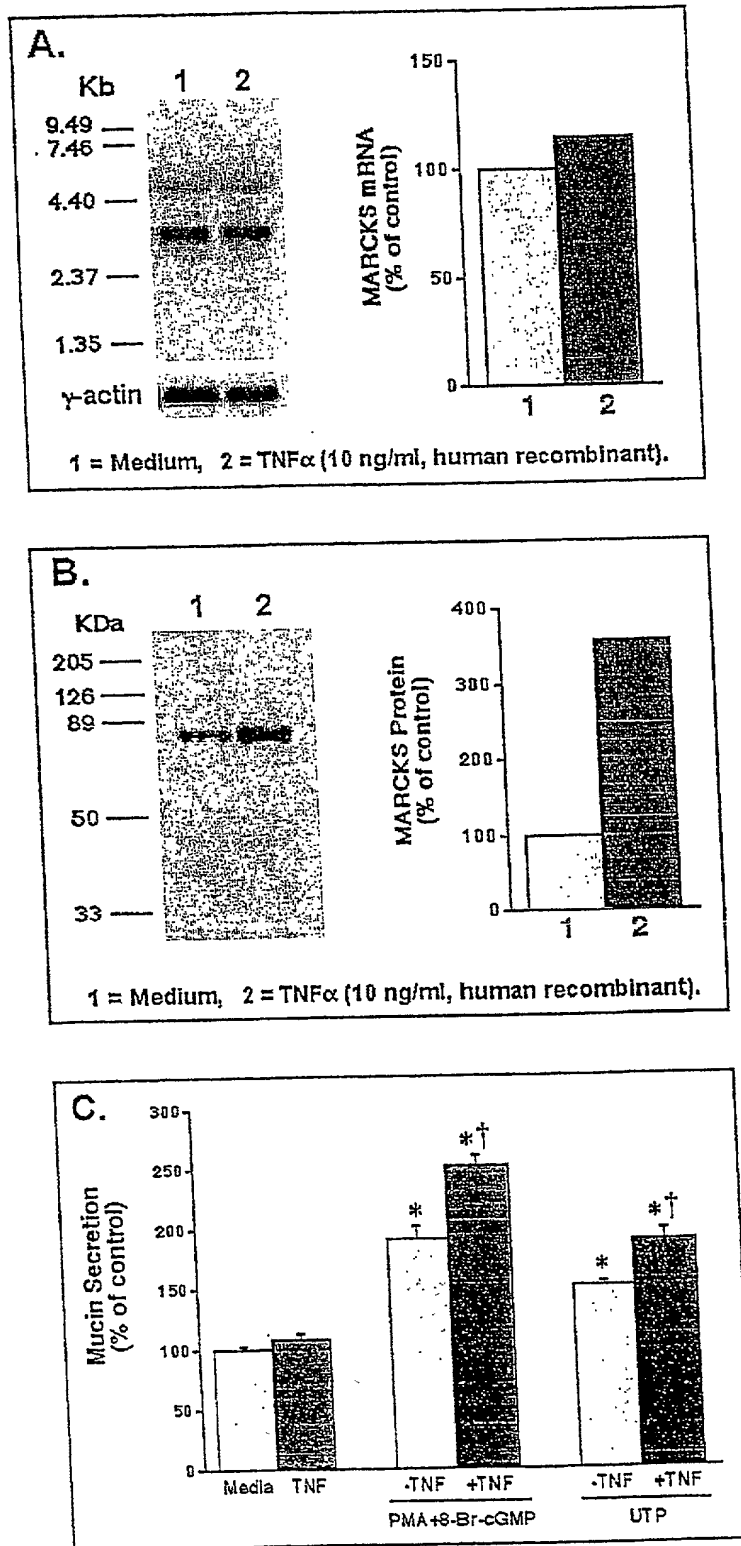 A.
Kb 1 2
9.49
7.46
4.40
2.37
1.35
γ-actin
MARCKS mRNA
(% of control)
150
100
50
0
1 2
1 = Medium, 2 = TNFα (10 ng/ml, human recombinant).
B.
KDa 1 2
205
126
89
50
33
MARCKS Protein
(% of control)
400
300
200
100
0
1 2
1 = Medium, 2 = TNFα (10 ng/ml, human recombinant).
C.
Mucin Secretion
(% of control)
300
250
200
150
100
50
0
* *† * *†
Media TNF -TNF +TNF -TNF +TNF
PMA+8-Br-cGMP UTP